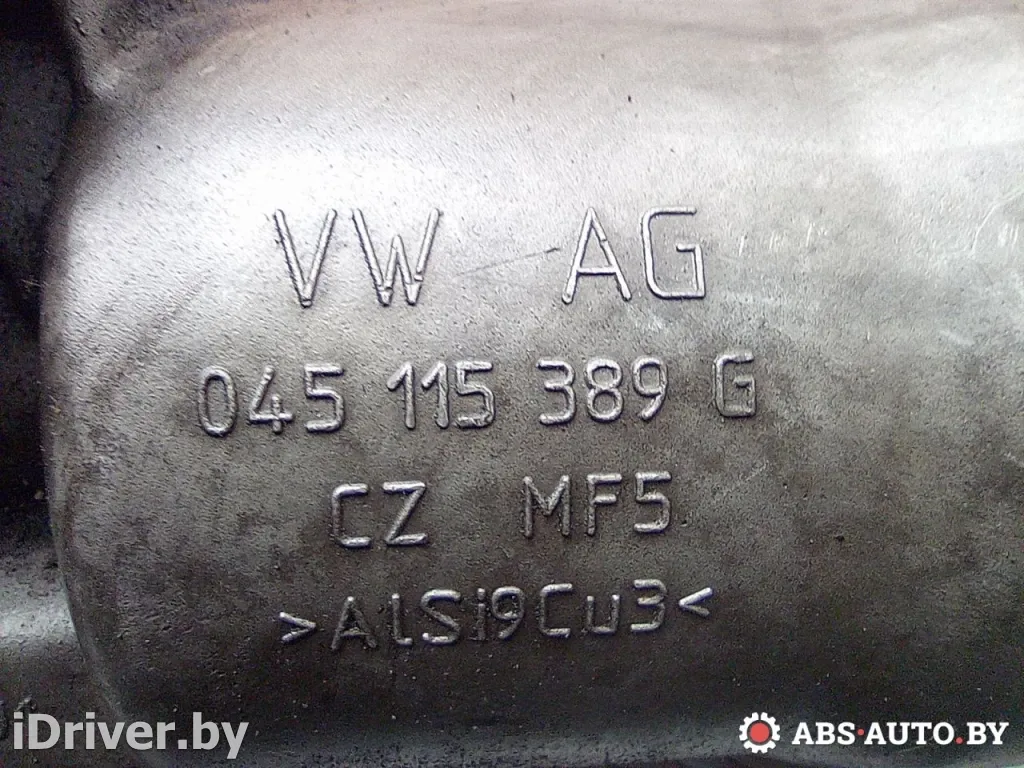 VW AG
045 115 389 G
CZ MF5
>AlSi9Cu3<
iDriver.by
ABS·AUTO.BY